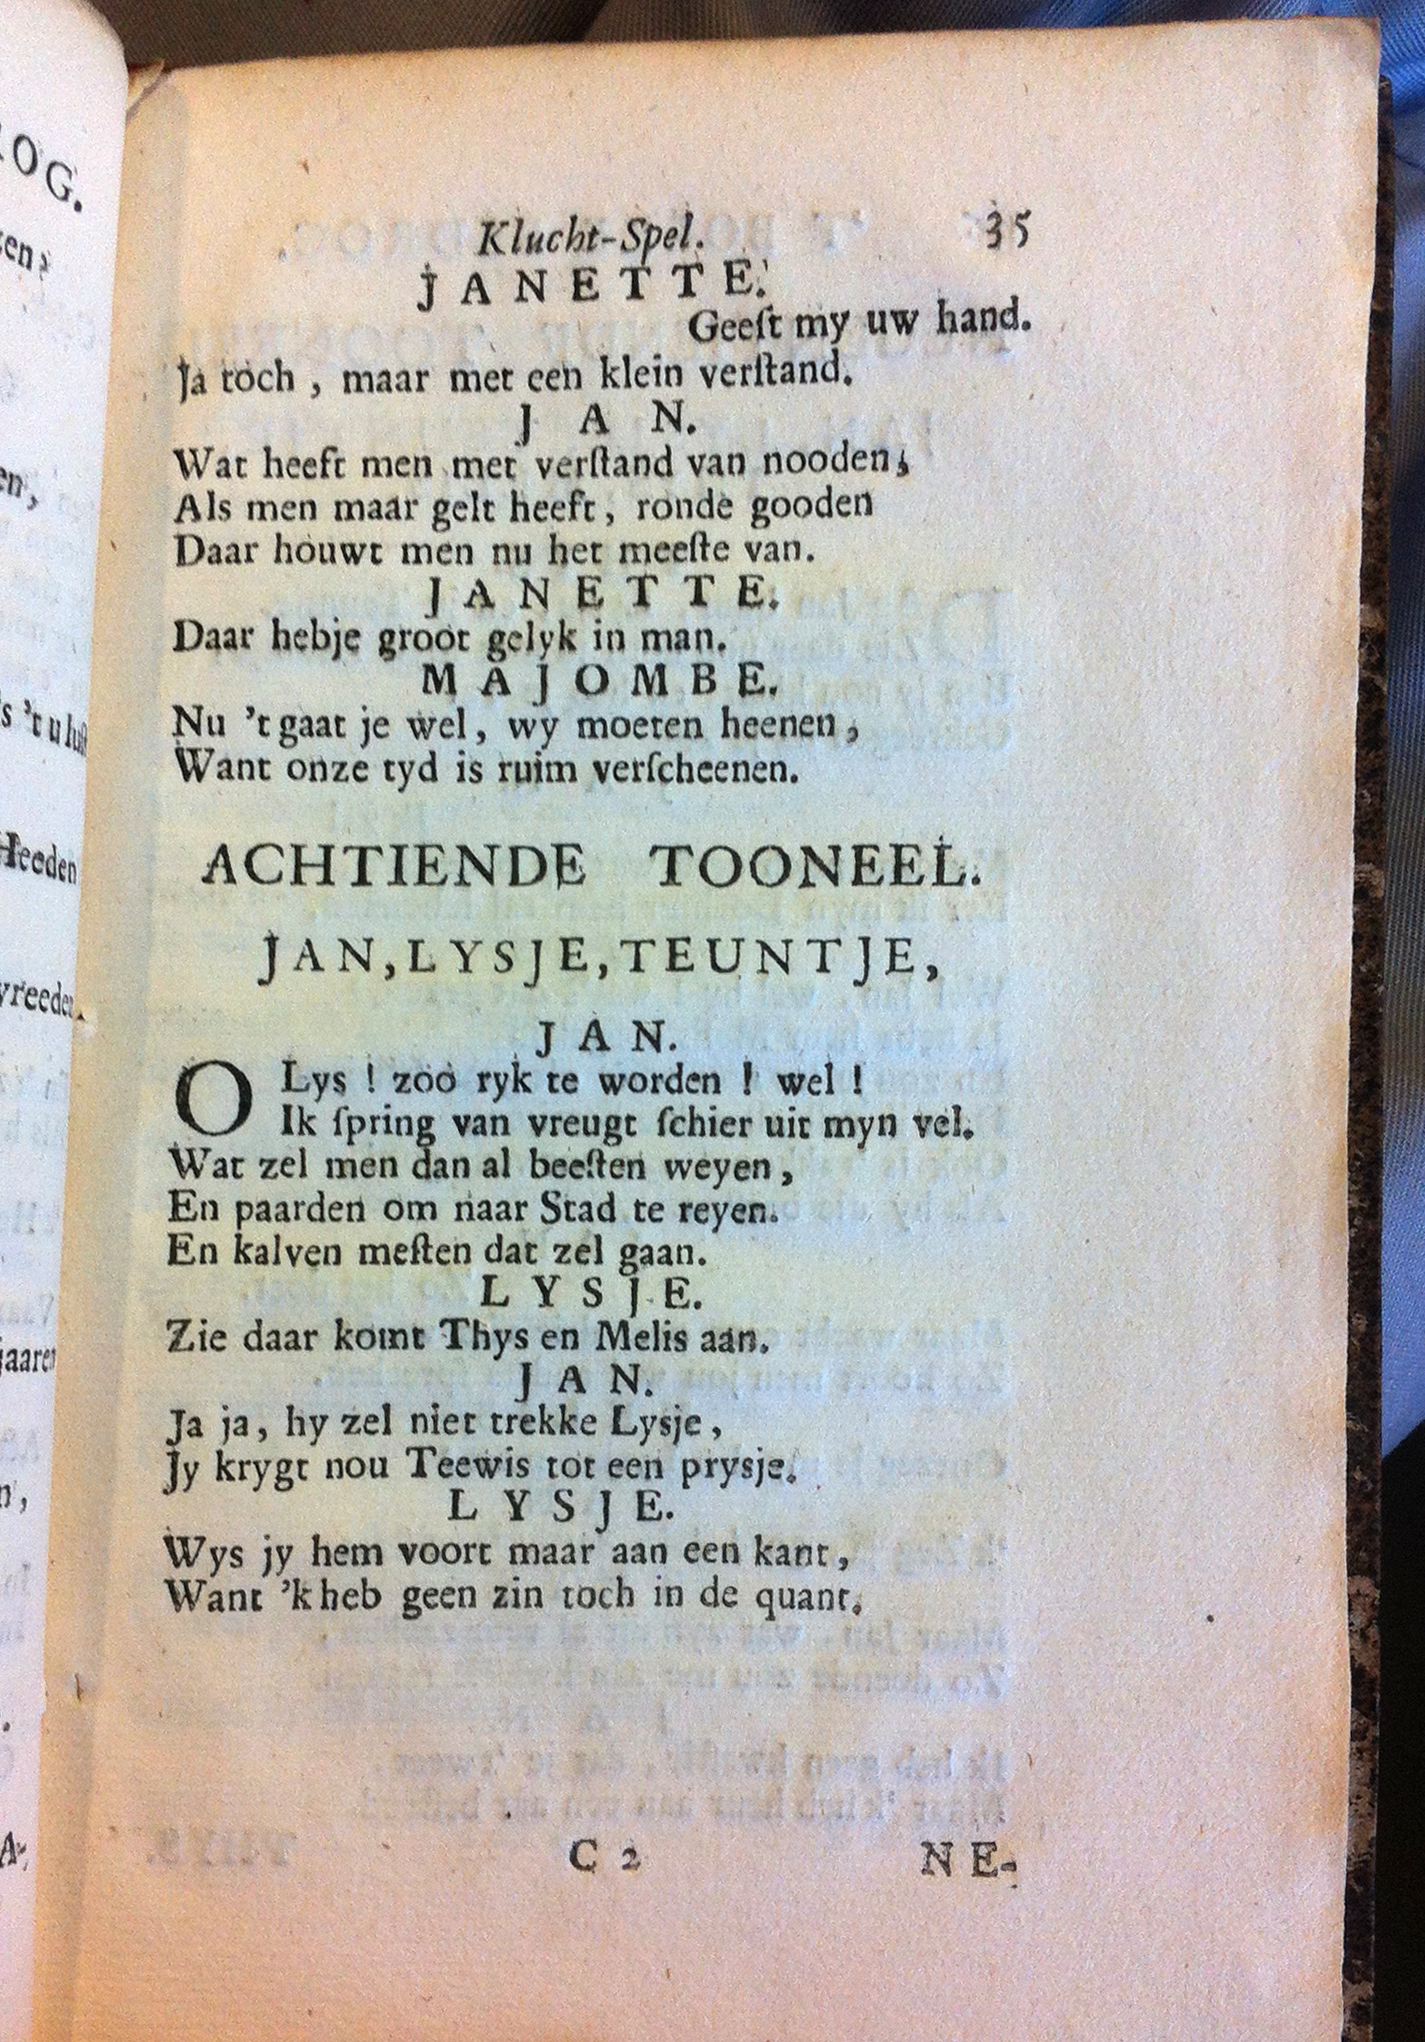 Klucht-Spel. 35
JANETTE.
Geeſt my uw hand.
Ja toch, maar met een klein verſtand.
JAN.
Wat heeft men met verſtand van nooden;
Als men maar gelt heeft, ronde gooden
Daar houwt men nu het meeſte van.
JANETTE.
Daar hebje groot gelyk in man.
MAJOMBE.
Nu 't gaat je wel, wy moeten heenen,
Want onze tyd is ruim verſcheenen.
ACHTIENDE TOONEEL.
JAN, LYSJE, TEUNTJE,
JAN.
O Lys! zoo ryk te worden! wel!
Ik ſpring van vreugt ſchier uit myn vel.
Wat zel men dan al beeſten weyen,
En paarden om naar Stad te reyen.
En kalven meſten dat zel gaan.
LYSJE.
Zie daar komt Thys en Melis aan.
JAN.
Ja ja, hy zel niet trekke Lysje,
Jy krygt nou Teewis tot een prysje.
LYSJE.
Wys jy hem voort maar aan een kant,
Want 'k heb geen zin toch in de quant.
C 2 NE-